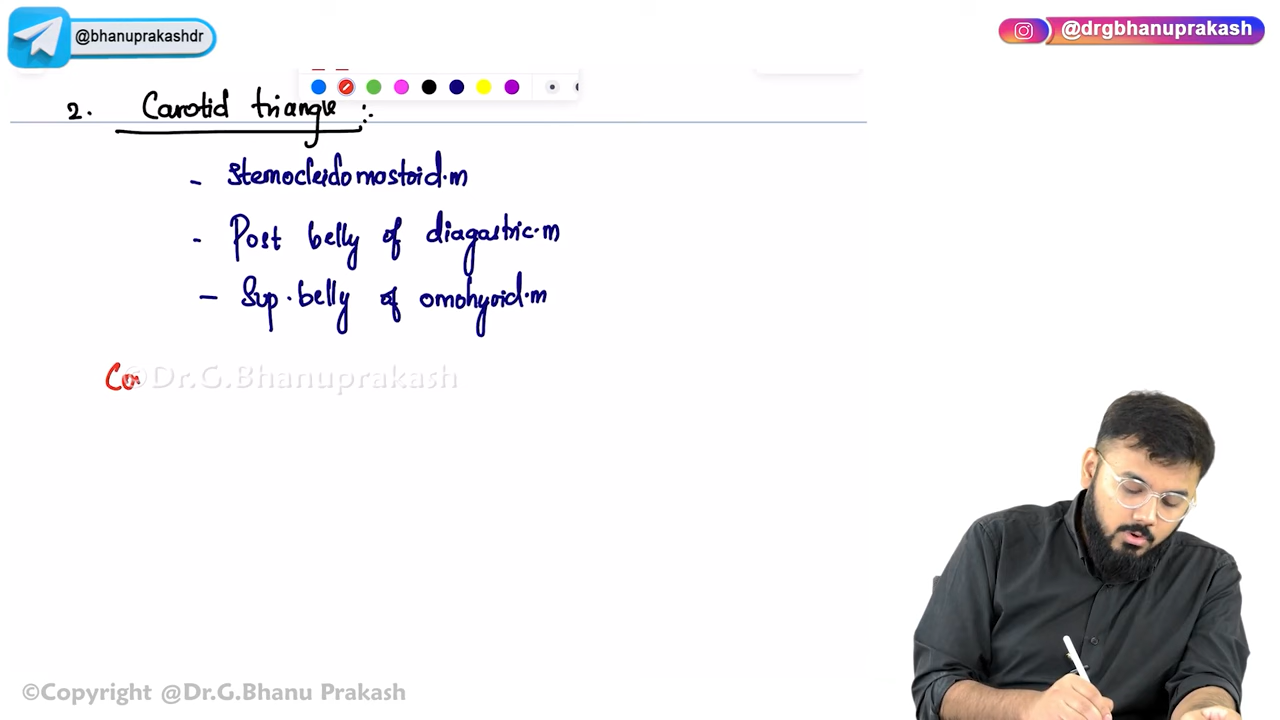 @bhanuprakashdr
@drgbhanuprakash
2. Carotid triangle :
- Sternocleidomastoid.m
- Post belly of diagastric.m
- Sup. belly of omohyoid.m
Con
@Dr.G.Bhanuprakash
©Copyright @Dr.G.Bhanu Prakash